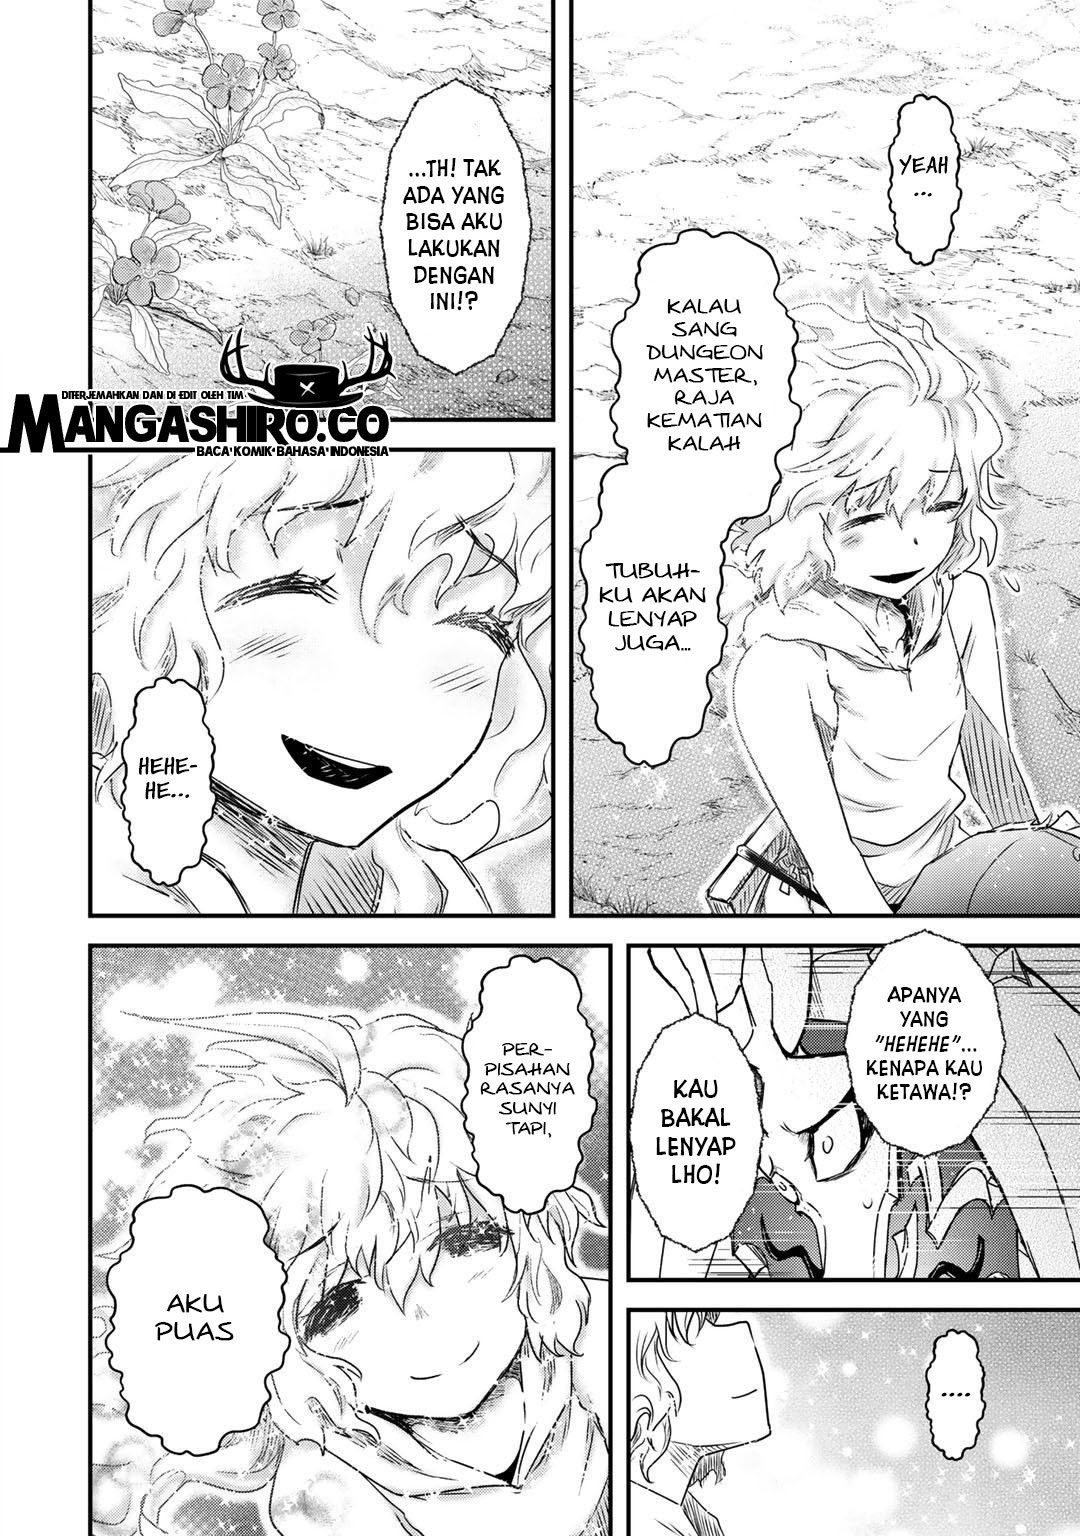 YEAH
...
KALAU
SANG
DUNGEON
MASTER,
RAJA
KEMATIAN
KALAH
TUBUH-
KU AKAN
LENYAP
JUGA...
...TH! TAK
ADA YANG
BISA AKU
LAKUKAN
DENGAN
INI!?
DITERJEMAHKAN DAN DI EDIT OLEH TIM
MANGASHIRO.CO
BACA KOMIK BAHASA INDONESIA
HEHE-
HE...
APANYA
YANG
"HEHEHE"...
KENAPA KAU
KETAWA!?
KAU
BAKAL
LENYAP
LHO!
....
PER-
PISAHAN
RASANYA
SUNYI
TAPI,
AKU
PUAS